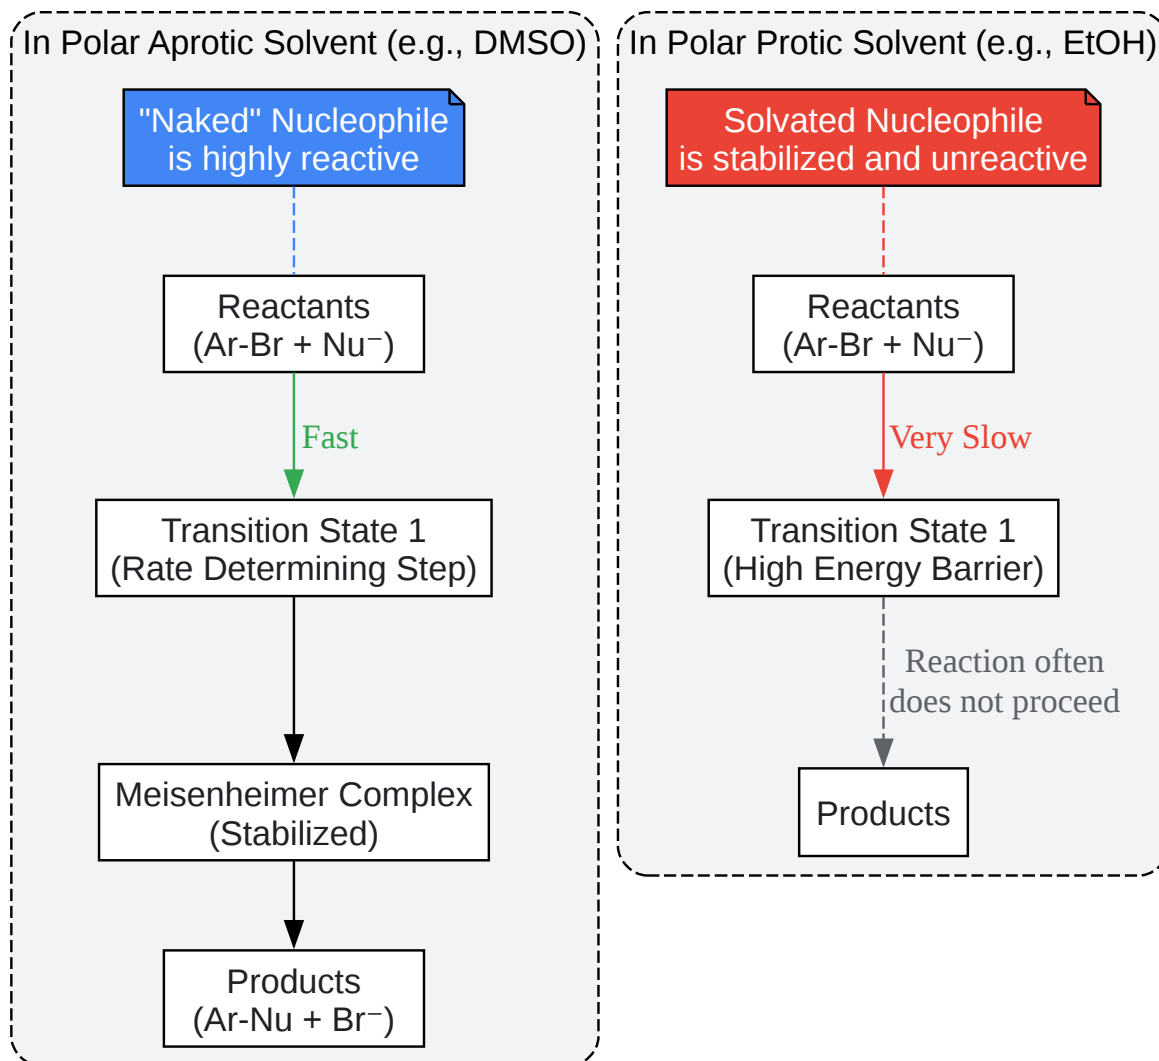 In Polar Aprotic Solvent (e.g., DMSO)
"Naked" Nucleophile
is highly reactive
Reactants
(Ar-Br + Nu⁻)
Fast
Transition State 1
(Rate Determining Step)
Meisenheimer Complex
(Stabilized)
Products
(Ar-Nu + Br⁻)
In Polar Protic Solvent (e.g., EtOH)
Solvated Nucleophile
is stabilized and unreactive
Reactants
(Ar-Br + Nu⁻)
Very Slow
Transition State 1
(High Energy Barrier)
Reaction often
does not proceed
Products